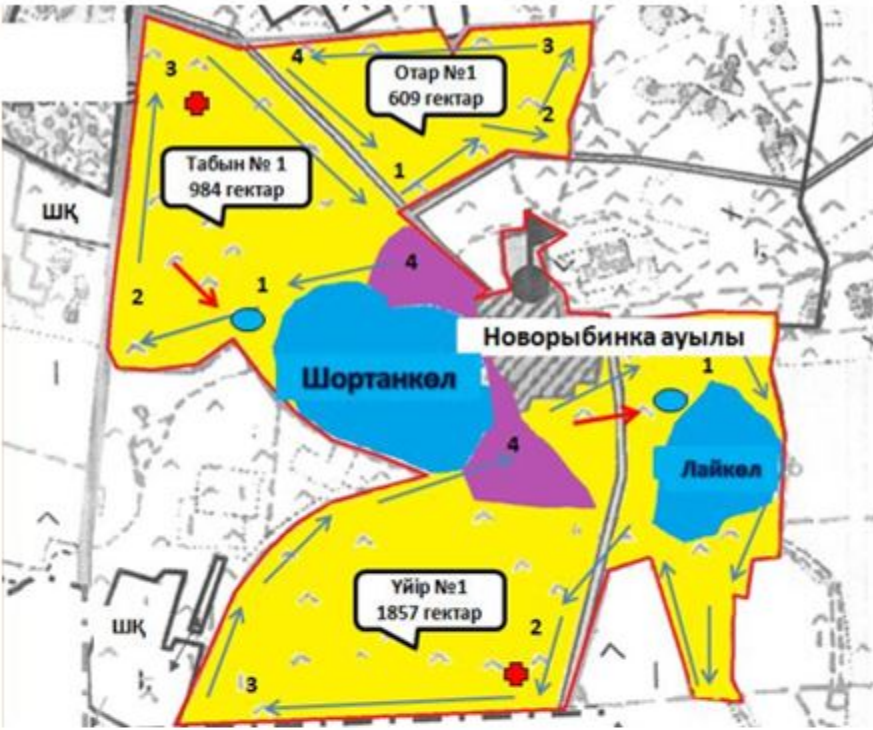 4
3
3
Отар №1
609 гектар
2
Табын № 1
984 гектар
1
ШҚ
4
1
2
Новорыбинка ауылы
1
Шортанкөл
4
Лайкөл
Үйір №1
1857 гектар
2
ШҚ
3